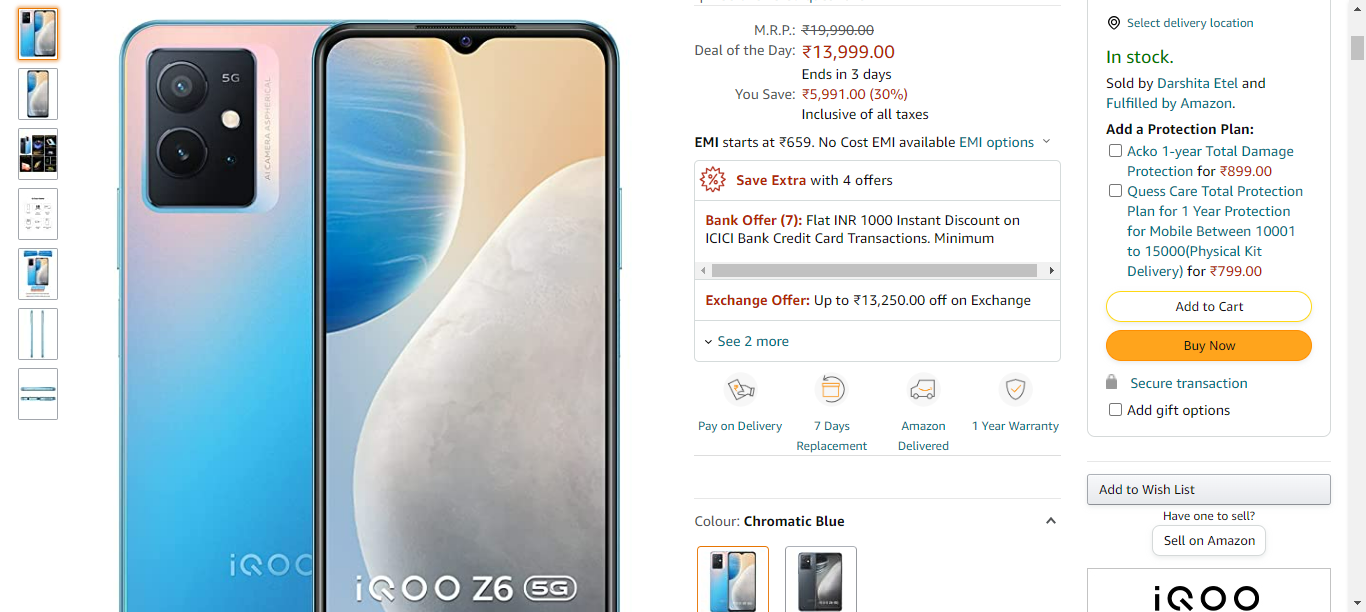 5G
AI CAMERA ASPHERICAL
iQOO
iQOO Z6 5G
M.R.P.: ₹19,990.00
Deal of the Day: ₹13,999.00
Ends in 3 days
You Save: ₹5,991.00 (30%)
Inclusive of all taxes
EMI starts at ₹659. No Cost EMI available EMI options
Save Extra with 4 offers
Bank Offer (7): Flat INR 1000 Instant Discount on
ICICI Bank Credit Card Transactions. Minimum
Exchange Offer: Up to ₹13,250.00 off on Exchange
See 2 more
Pay on Delivery
7 Days
Replacement
Amazon
Delivered
1 Year Warranty
Colour: Chromatic Blue
Select delivery location
In stock.
Sold by Darshita Etel and
Fulfilled by Amazon.
Add a Protection Plan:
Acko 1-year Total Damage
Protection for ₹899.00
Quess Care Total Protection
Plan for 1 Year Protection
for Mobile Between 10001
to 15000(Physical Kit
Delivery) for ₹799.00
Add to Cart
Buy Now
Secure transaction
Add gift options
Add to Wish List
Have one to sell?
Sell on Amazon
iQOO